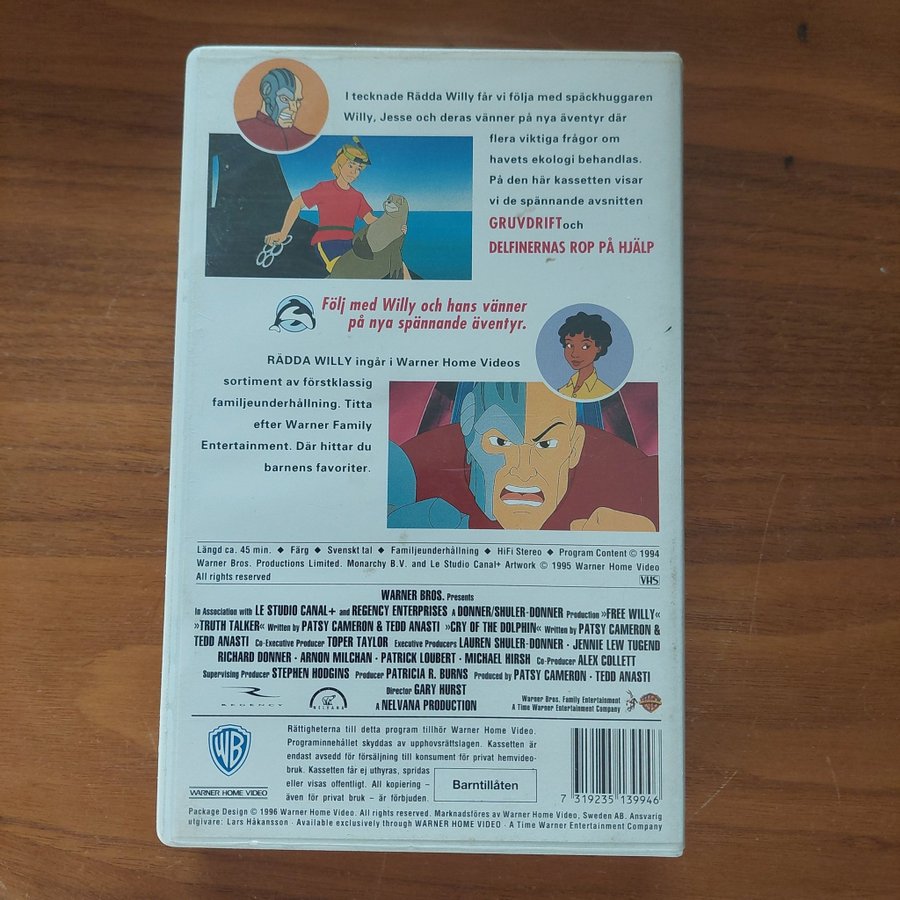 I tecknade Rädda Willy får vi följa med späckhuggaren
Willy, Jesse och deras vänner på nya äventyr där
flera viktiga frågor om
havets ekologi behandlas.
På den här kassetten visar
vi de spännande avsnitten
GRUVDRIFT och
DELFINERNAS ROP PÅ HJÄLP
Följ med Willy och hans vänner
på nya spännande äventyr.
RÄDDA WILLY ingår i Warner Home Videos
sortiment av förstklassig
familjeunderhållning. Titta
efter Warner Family
Entertainment. Där hittar du
barnens favoriter.
Längd ca. 45 min. ◆ Färg ◆ Svenskt tal ◆ Familjeunderhållning ◆ HiFi Stereo ◆ Program Content © 1994
Warner Bros. Productions Limited. Monarchy B.V. and Le Studio Canal+ Artwork © 1995 Warner Home Video
All rights reserved
VHS
WARNER BROS. Presents
In Association with LE STUDIO CANAL+ and REGENCY ENTERPRISES A DONNER/SHULER-DONNER Production »FREE WILLY«
»TRUTH TALKER« Written by PATSY CAMERON & TEDD ANASTI »CRY OF THE DOLPHIN« Written by PATSY CAMERON &
TEDD ANASTI Co-Executive Producer TOPER TAYLOR Executive Producers LAUREN SHULER-DONNER · JENNIE LEW TUGEND
RICHARD DONNER · ARNON MILCHAN · PATRICK LOUBERT · MICHAEL HIRSH Co-Producer ALEX COLLETT
Supervising Producer STEPHEN HODGINS Producer PATRICIA R. BURNS Produced by PATSY CAMERON · TEDD ANASTI
Director GARY HURST
A NELVANA PRODUCTION
REGENCY
NELVANA
Warner Bros. Family Entertainment
A Time Warner Entertainment Company
WB
WARNER HOME VIDEO
Rättigheterna till detta program tillhör Warner Home Video.
Programinnehållet skyddas av upphovsrättslagen. Kassetten är
endast avsedd för försäljning till konsument för privat hemvideo-
bruk. Kassetten får ej uthyras, spridas
eller visas offentligt. All kopiering –
även för privat bruk – är förbjuden.
Barntillåten
7 319235 139946
Package Design © 1996 Warner Home Video. All rights reserved. Marknadsföres av Warner Home Video, Sweden AB. Ansvarig
utgivare: Lars Håkansson · Available exclusively through WARNER HOME VIDEO · A Time Warner Entertainment Company